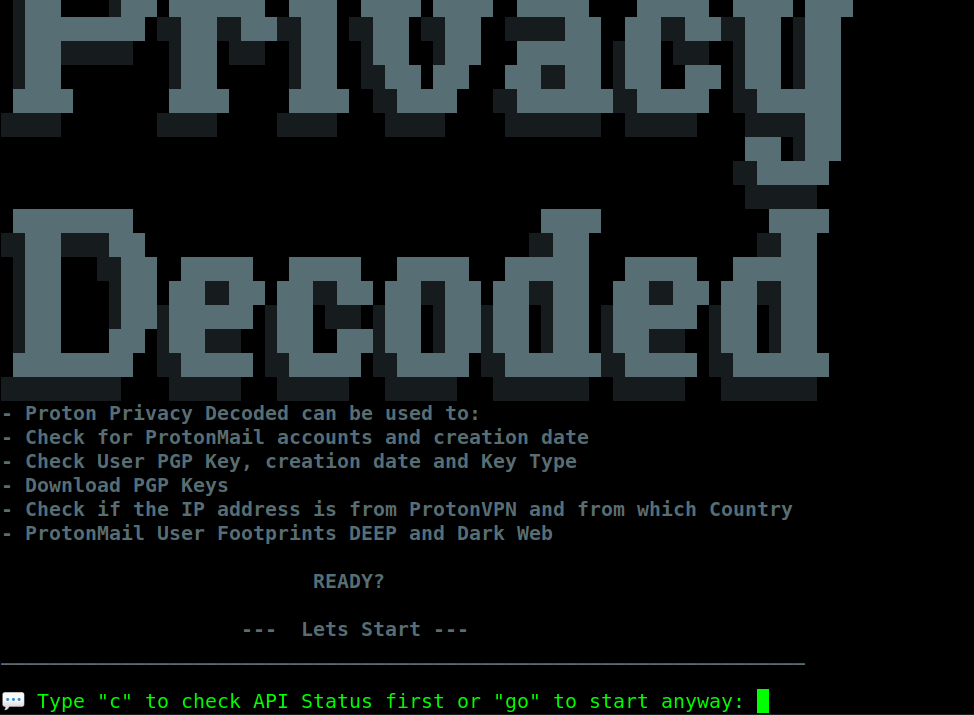 Privacy
Decoded
- Proton Privacy Decoded can be used to:
- Check for ProtonMail accounts and creation date
- Check User PGP Key, creation date and Key Type
- Download PGP Keys
- Check if the IP address is from ProtonVPN and from which Country
- ProtonMail User Footprints DEEP and Dark Web
READY?
--- Lets Start ---
Type "c" to check API Status first or "go" to start anyway: